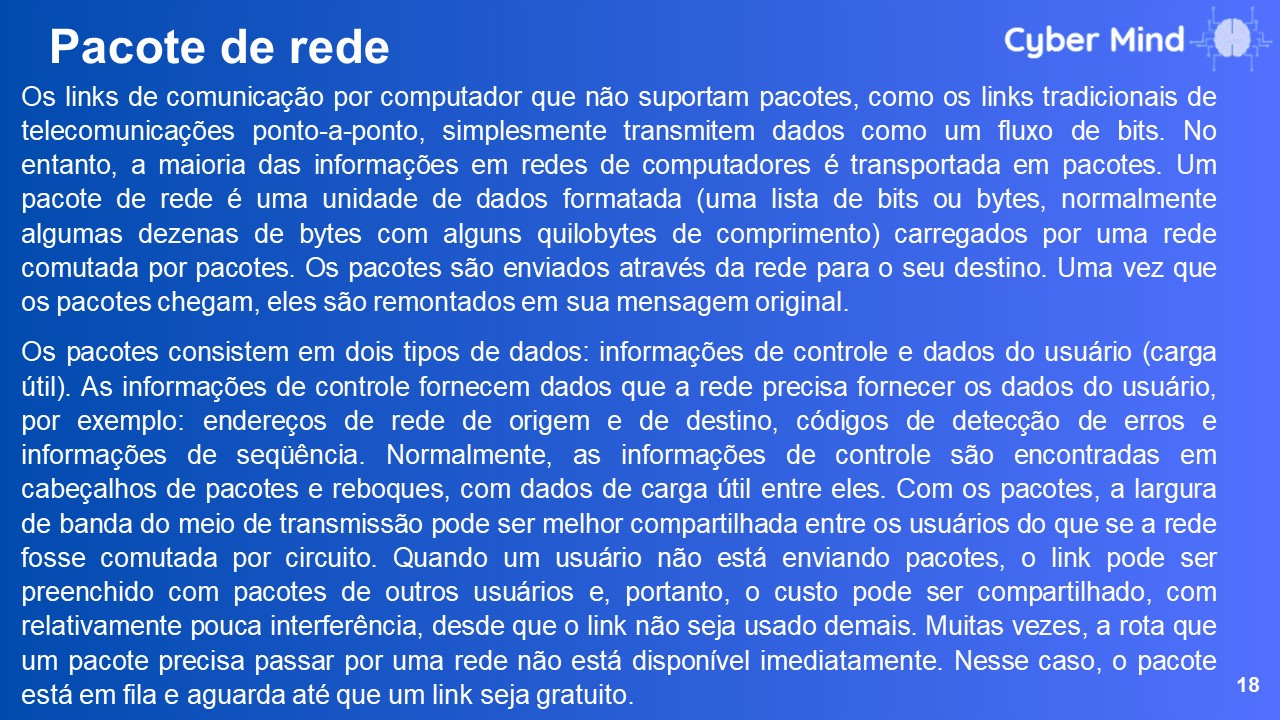 Pacote de rede
Cyber Mind
Os links de comunicação por computador que não suportam pacotes, como os links tradicionais de
telecomunicações ponto-a-ponto, simplesmente transmitem dados como um fluxo de bits. No
entanto, a maioria das informações em redes de computadores é transportada em pacotes. Um
pacote de rede é uma unidade de dados formatada (uma lista de bits ou bytes, normalmente
algumas dezenas de bytes com alguns quilobytes de comprimento) carregados por uma rede
comutada por pacotes. Os pacotes são enviados através da rede para o seu destino. Uma vez que
os pacotes chegam, eles são remontados em sua mensagem original.
Os pacotes consistem em dois tipos de dados: informações de controle e dados do usuário (carga
útil). As informações de controle fornecem dados que a rede precisa fornecer os dados do usuário,
por exemplo: endereços de rede de origem e de destino, códigos de detecção de erros e
informações de seqüência. Normalmente, as informações de controle são encontradas em
cabeçalhos de pacotes e reboques, com dados de carga útil entre eles. Com os pacotes, a largura
de banda do meio de transmissão pode ser melhor compartilhada entre os usuários do que se a rede
fosse comutada por circuito. Quando um usuário não está enviando pacotes, o link pode ser
preenchido com pacotes de outros usuários e, portanto, o custo pode ser compartilhado, com
relativamente pouca interferência, desde que o link não seja usado demais. Muitas vezes, a rota que
um pacote precisa passar por uma rede não está disponível imediatamente. Nesse caso, o pacote
está em fila e aguarda até que um link seja gratuito.
18